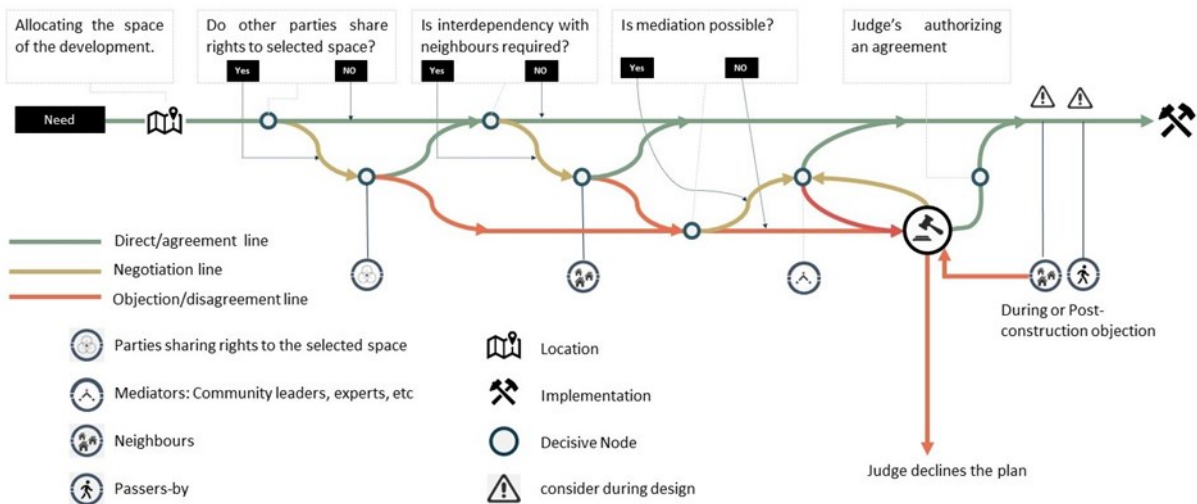 Allocating the space
of the development.
Do other parties share
rights to selected space?
Yes
NO
Is interdependency with
neighbours required?
Yes
NO
Is mediation possible?
Yes
NO
Judge's authorizing
an agreement
Need
Direct/agreement line
Negotiation line
Objection/disagreement line
During or Post-
construction objection
Parties sharing rights to the selected space
Mediators: Community leaders, experts, etc
Neighbours
Passers-by
Location
Implementation
Decisive Node
consider during design
Judge declines the plan